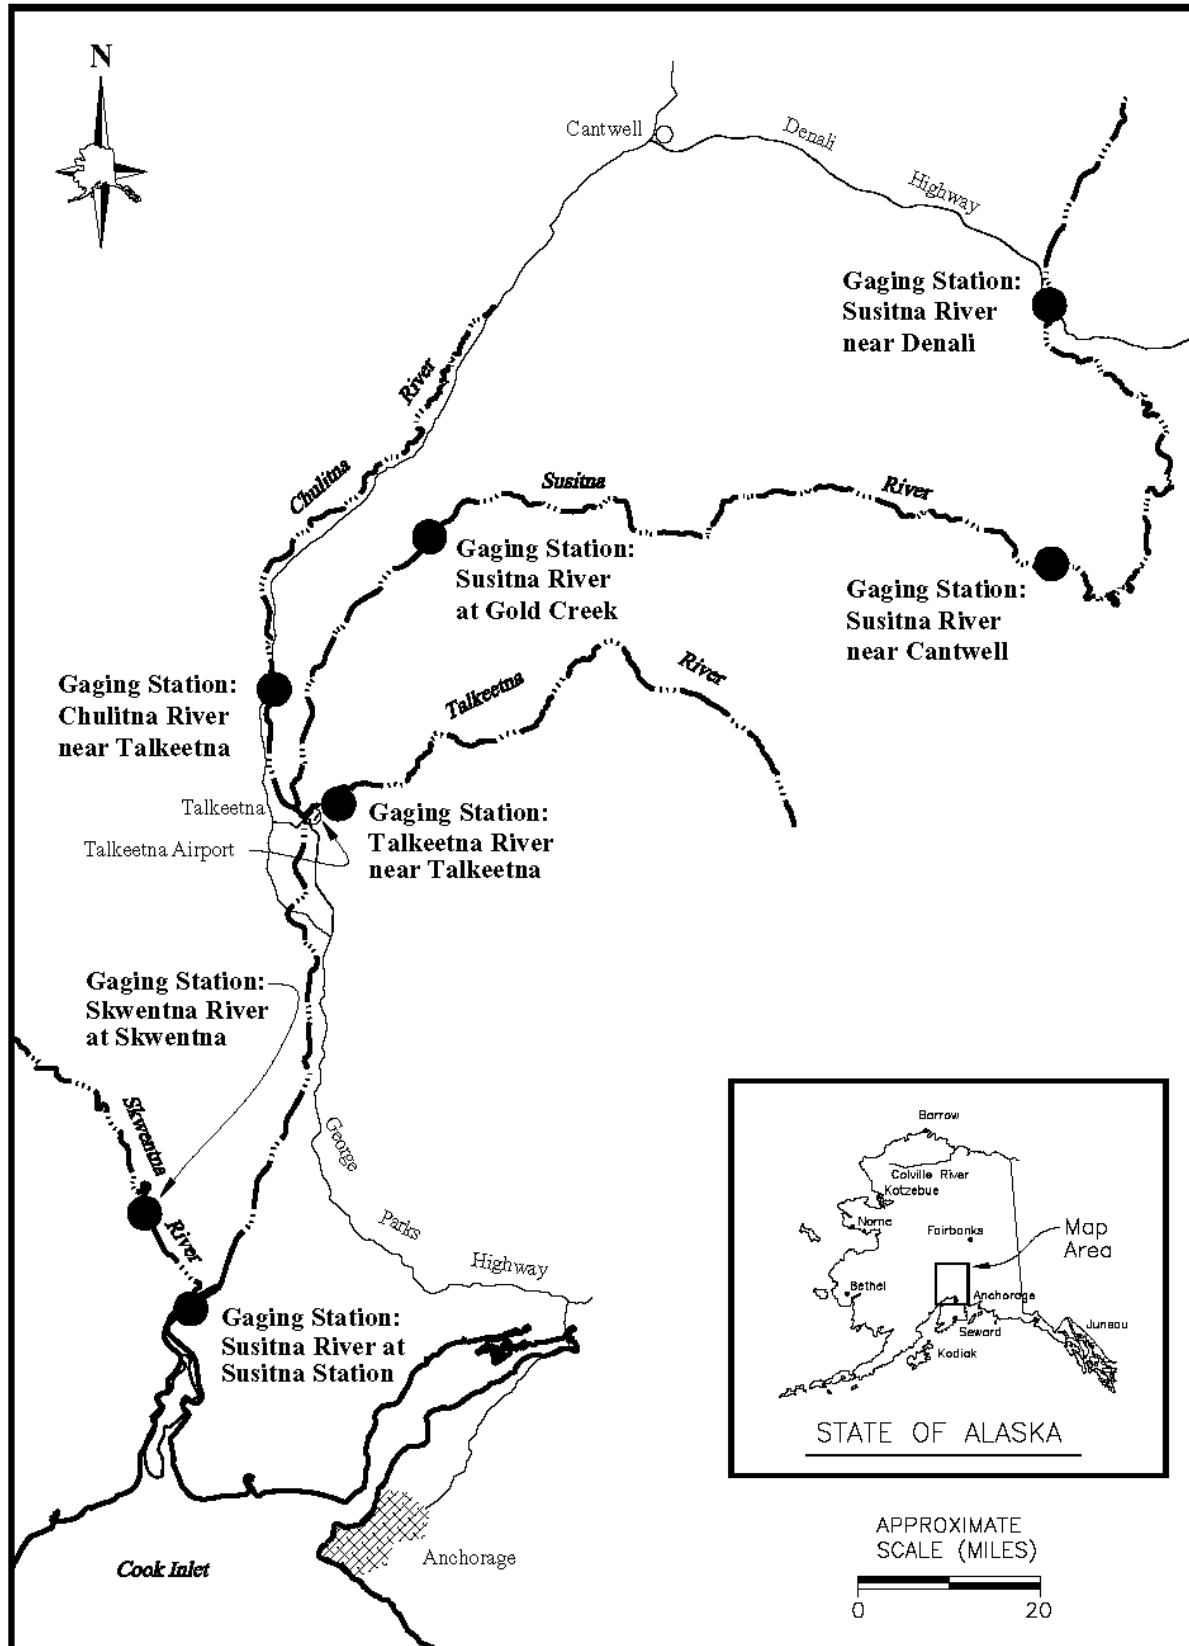 N
Cantwell
Denali
Highway
Gaging Station:
Susitna River
near Denali
River
Chulitna
Susitna
River
Gaging Station:
Susitna River
at Gold Creek
Gaging Station:
Susitna River
near Cantwell
Gaging Station:
Chulitna River
near Talkeetna
Talkeetna
River
Talkeetna
Talkeetna Airport
Gaging Station:
Talkeetna River
near Talkeetna
Gaging Station:
Skwentna River
at Skwentna
Skwentna
River
George
Parks
Highway
Gaging Station:
Susitna River at
Susitna Station
Cook Inlet
Anchorage
Barrow
Colville River
Kotzebue
Nome
Fairbanks
Map
Area
Bethel
Anchorage
Seward
Juneau
Kodiak
STATE OF ALASKA
APPROXIMATE
SCALE (MILES)
0 20